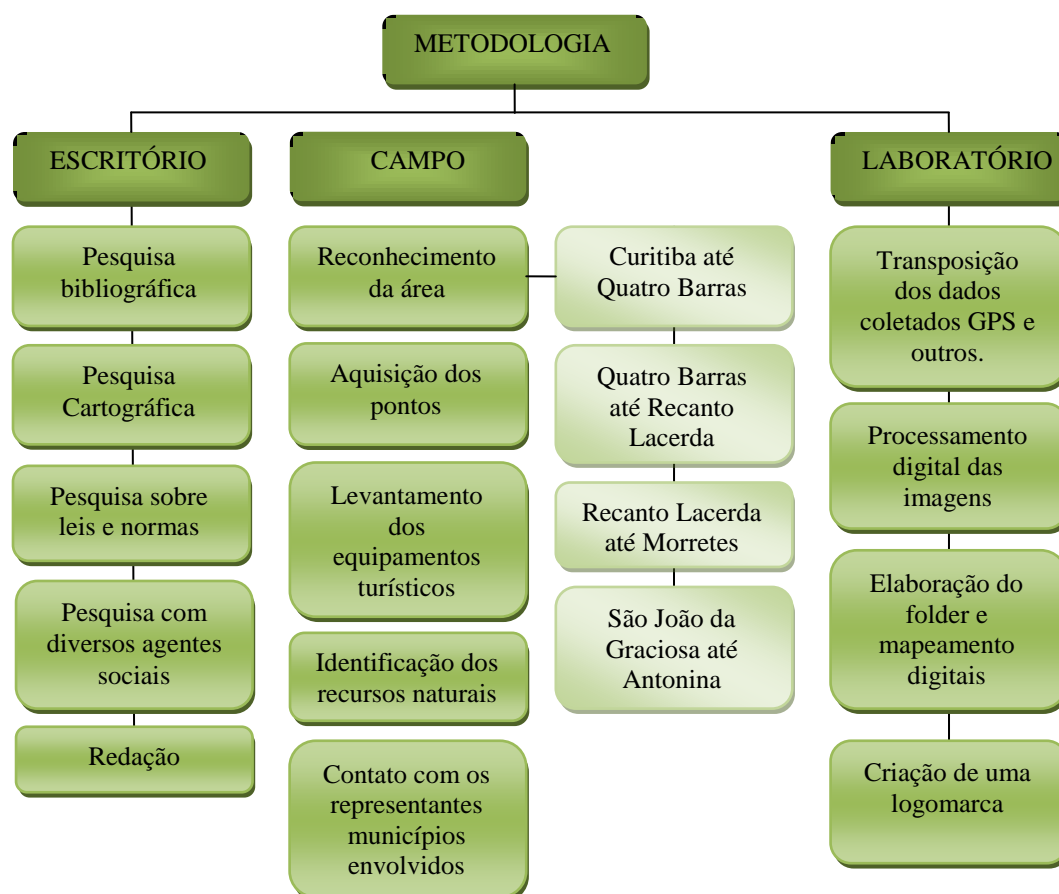 METODOLOGIA
ESCRITÓRIO
Pesquisa
bibliográfica
Pesquisa
Cartográfica
Pesquisa sobre
leis e normas
Pesquisa com
diversos agentes
sociais
Redação
CAMPO
Reconhecimento
da área
Aquisição dos
pontos
Levantamento
dos
equipamentos
turísticos
Identificação dos
recursos naturais
Contato com os
representantes
municípios
envolvidos
Curitiba até
Quatro Barras
Quatro Barras
até Recanto
Lacerda
Recanto Lacerda
até Morretes
São João da
Graciosa até
Antonina
LABORATÓRIO
Transposição
dos dados
coletados GPS e
outros.
Processamento
digital das
imagens
Elaboração do
folder e
mapeamento
digitais
Criação de uma
logomarca